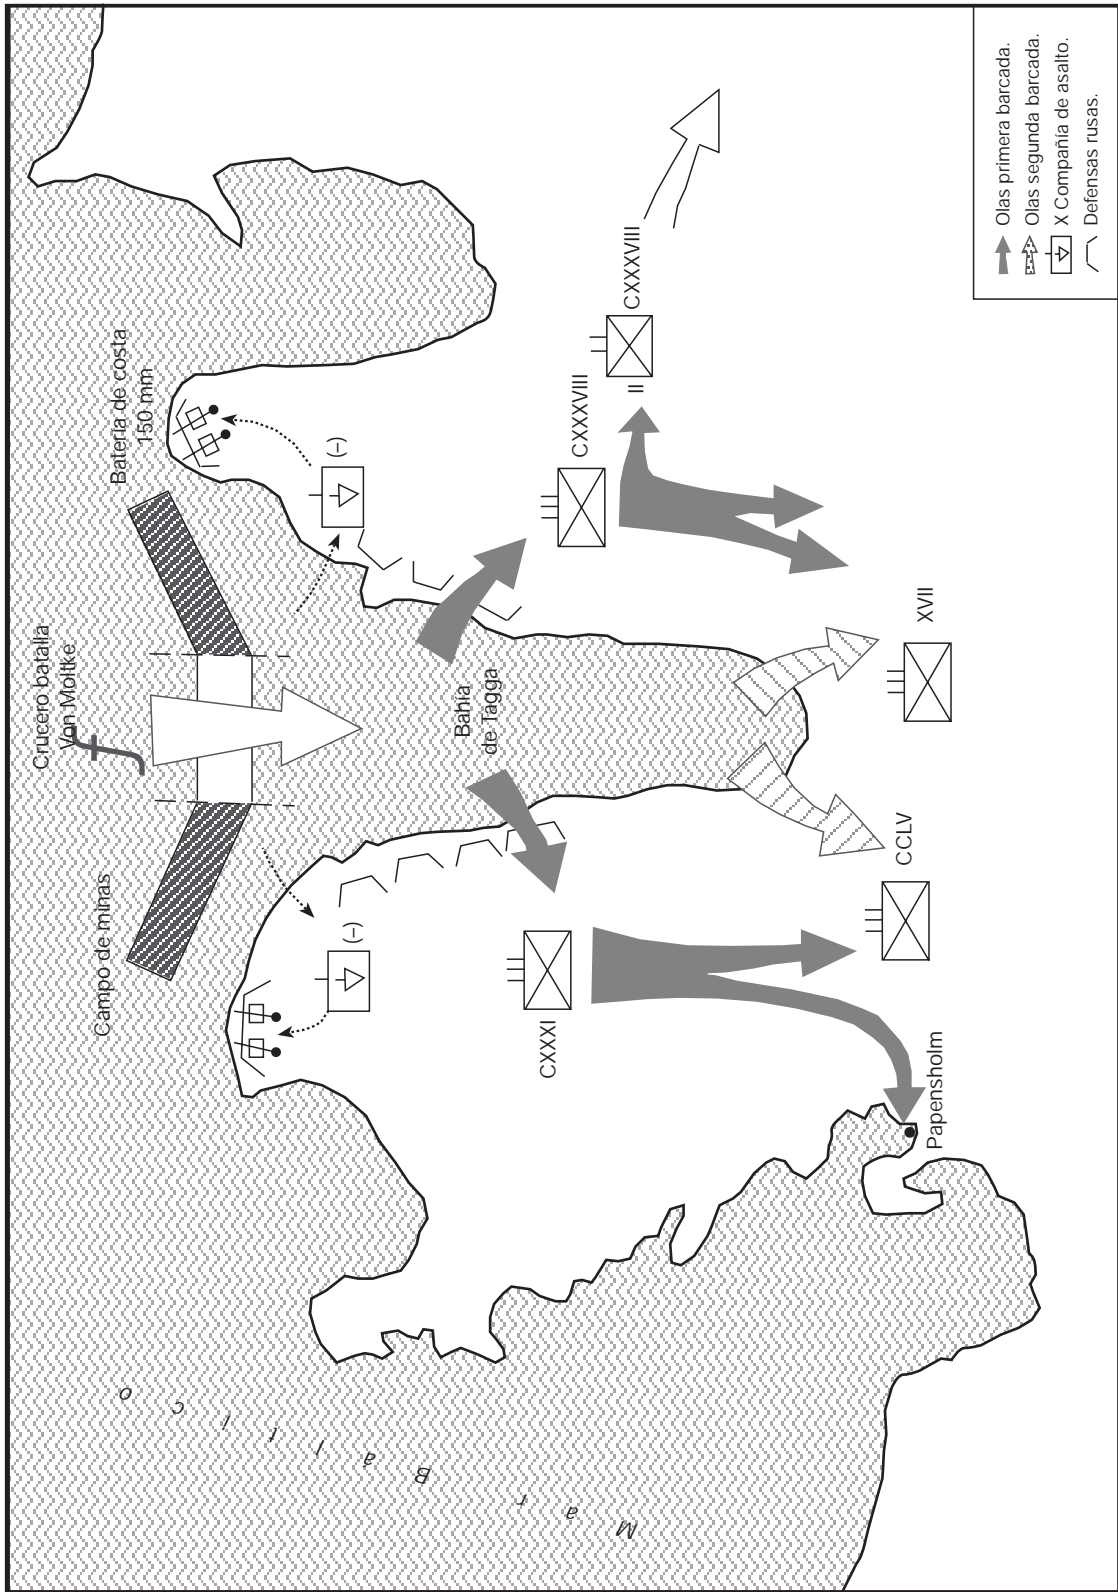 Mar Báltico
Campo de minas
Crucero batalla
Von Moltke
Batería de costa
150 mm
(–)
(–)
Bahía
de Tagga
CXXXI
CXXXVIII
II
CXXXVIII
Papensholm
CCLV
XVII
Olas primera barcada.
Olas segunda barcada.
X Compañía de asalto.
Defensas rusas.